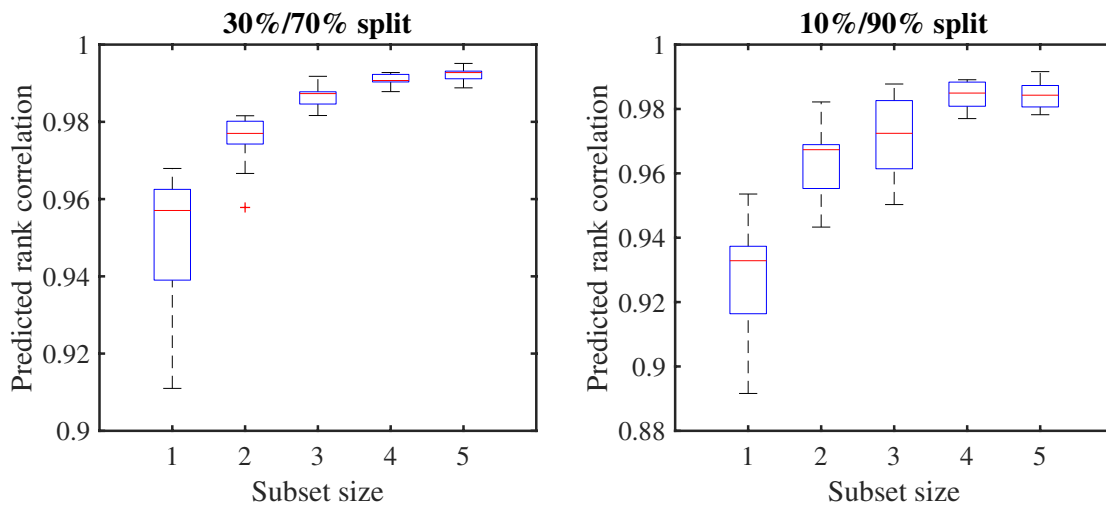 30%/70% split
1
0.98
0.96
0.94
0.92
0.9
Predicted rank correlation
1 2 3 4 5
Subset size
10%/90% split
1
0.98
0.96
0.94
0.92
0.9
0.88
Predicted rank correlation
1 2 3 4 5
Subset size